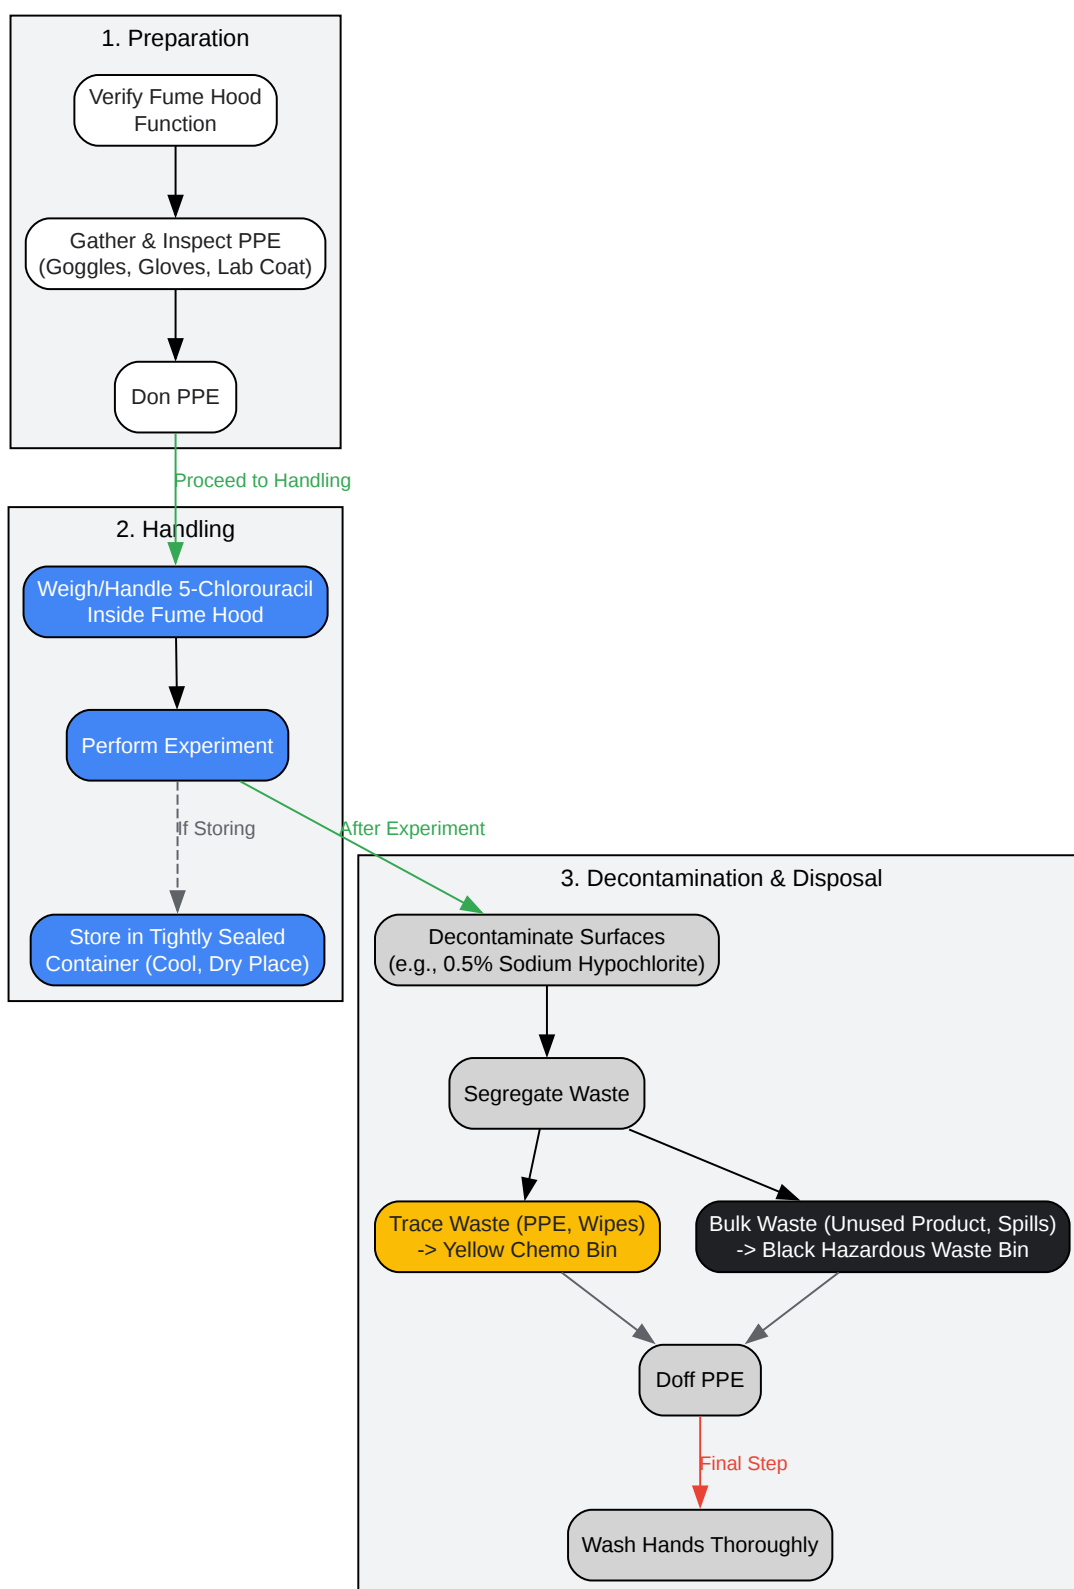 1. Preparation
Verify Fume Hood
Function
Gather & Inspect PPE
(Goggles, Gloves, Lab Coat)
Don PPE
Proceed to Handling
2. Handling
Weigh/Handle 5-Chlorouracil
Inside Fume Hood
Perform Experiment
If Storing
After Experiment
Store in Tightly Sealed
Container (Cool, Dry Place)
3. Decontamination & Disposal
Decontaminate Surfaces
(e.g., 0.5% Sodium Hypochlorite)
Segregate Waste
Trace Waste (PPE, Wipes)
-> Yellow Chemo Bin
Bulk Waste (Unused Product, Spills)
-> Black Hazardous Waste Bin
Doff PPE
Final Step
Wash Hands Thoroughly